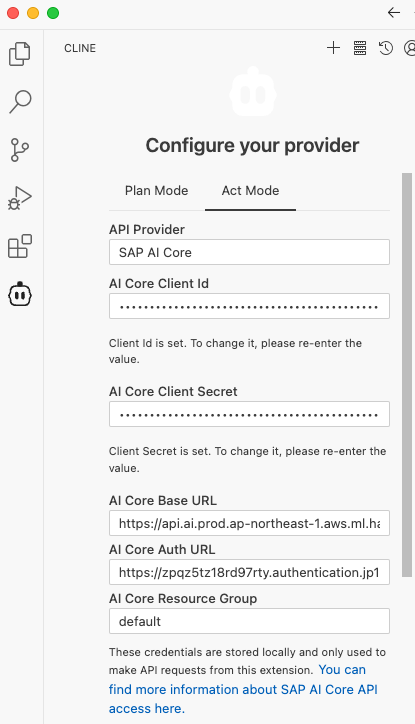 CLINE
Configure your provider
Plan Mode
Act Mode
API Provider
SAP AI Core
AI Core Client Id
Client Id is set. To change it, please re-enter the
value.
AI Core Client Secret
Client Secret is set. To change it, please re-enter the
value.
AI Core Base URL
https://api.ai.prod.ap-northeast-1.aws.ml.ha
AI Core Auth URL
https://zpqz5tz18rd97rty.authentication.jp1
AI Core Resource Group
default
These credentials are stored locally and only used to
make API requests from this extension. You can
find more information about SAP AI Core API
access here.